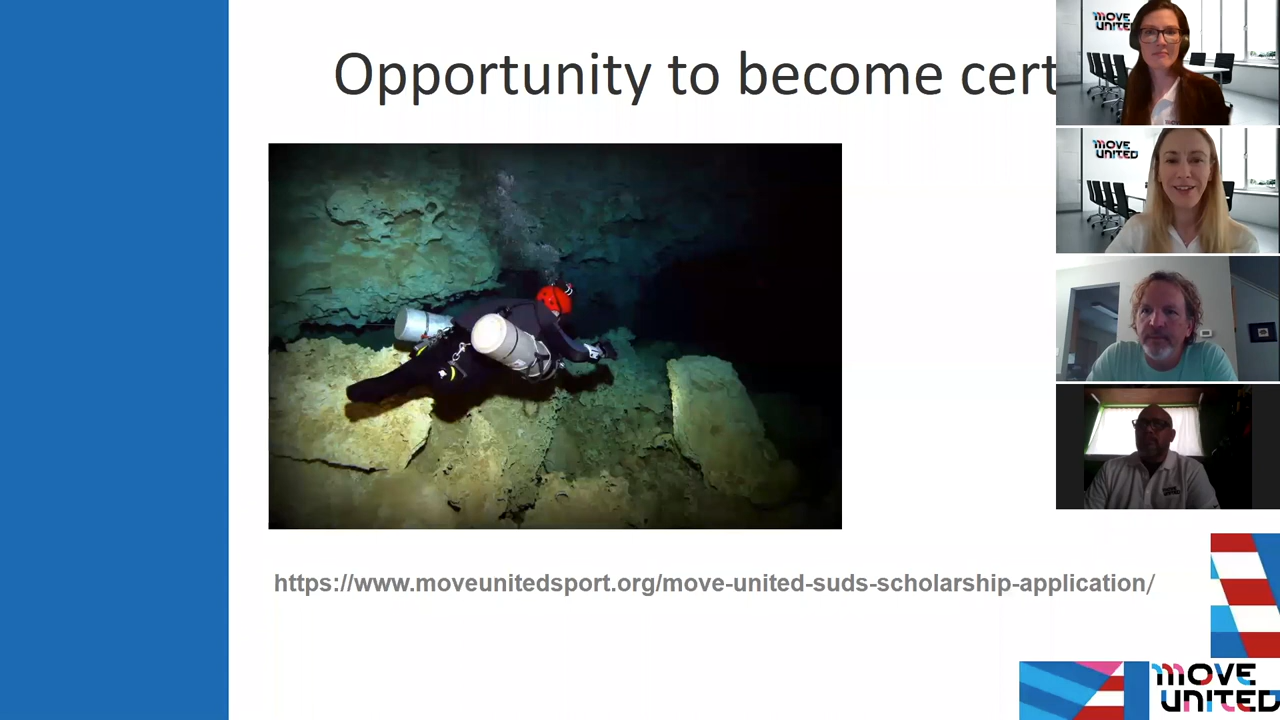 Opportunity to become cert
MOVE
UNITED
MOVE
UNITED
https://www.moveunitedsport.org/move-united-suds-scholarship-application/
MOVE
UNITED